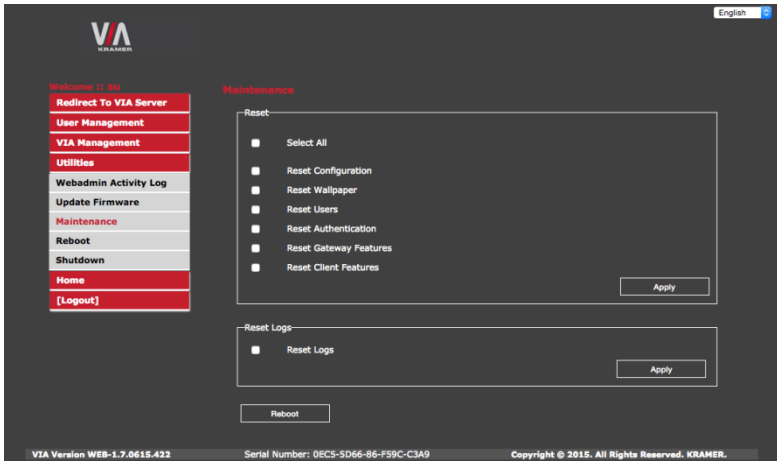 English
VIA
KRAMER
Welcome :: su
Redirect To VIA Server
User Management
VIA Management
Utilities
Webadmin Activity Log
Update Firmware
Maintenance
Reboot
Shutdown
Home
[Logout]
Maintenance
Reset
Select All
Reset Configuration
Reset Wallpaper
Reset Users
Reset Authentication
Reset Gateway Features
Reset Client Features
Apply
Reset Logs
Reset Logs
Apply
Reboot
VIA Version WEB-1.7.0615.422
Serial Number: 0EC5-5D66-86-F59C-C3A9
Copyright © 2015. All Rights Reserved. KRAMER.